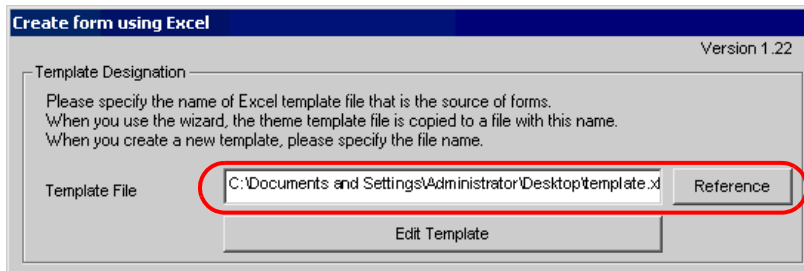 Create form using Excel
Version 1.22
Template Designation
Please specify the name of Excel template file that is the source of forms.
When you use the wizard, the theme template file is copied to a file with this name.
When you create a new template, please specify the file name.
Template File C:\Documents and Settings\Administrator\Desktop\template.xl Reference
Edit Template